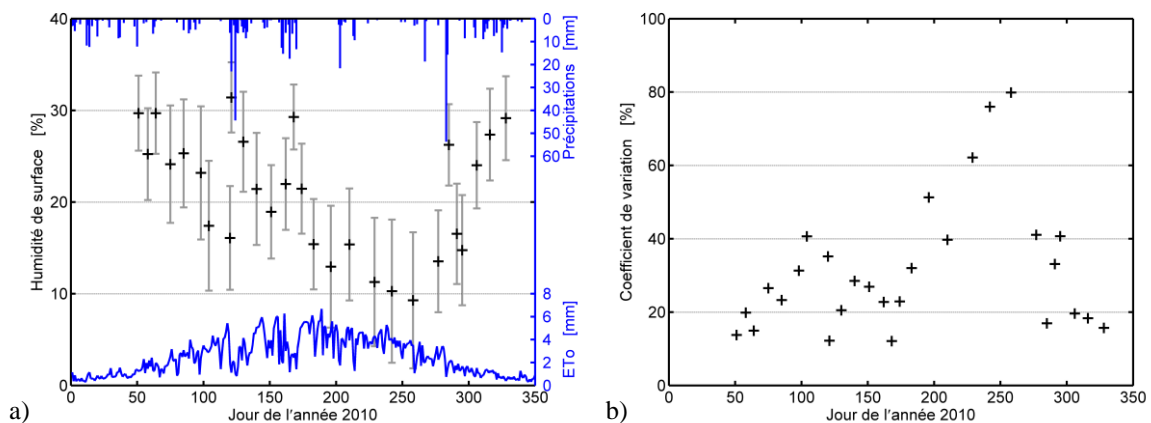 40
30
20
10
0
Humidité de surface [%]
0
10
20
30
40
50
60
Précipitations [mm]
8
6
4
2
0
ETo [mm]
0 50 100 150 200 250 300 350
Jour de l'année 2010
a)
100
80
60
40
20
0
Coefficient de variation [%]
0 50 100 150 200 250 300 350
Jour de l'année 2010
b)